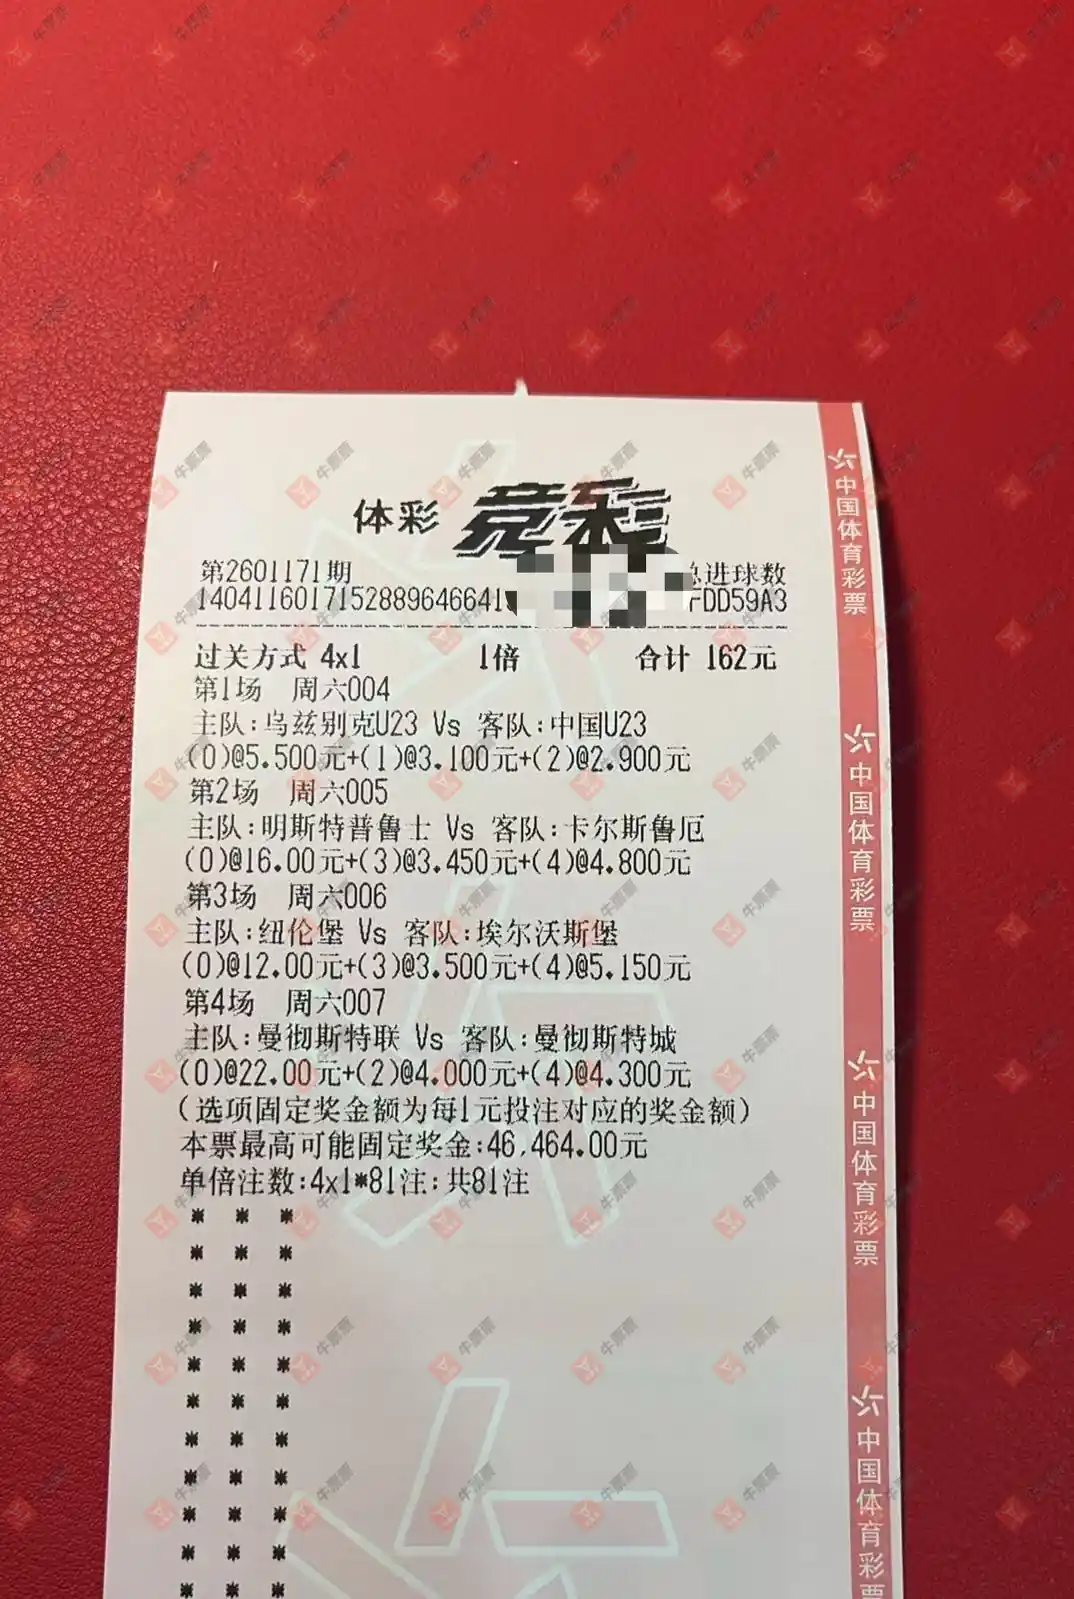 体彩 竞彩
第2601171期 总进球数
140411601715288964664 FDD59A3
过关方式 4x1 1倍 合计 162元
第1场 周六004
主队:乌兹别克U23 Vs 客队:中国U23
(0)@5.500元+(1)@3.100元+(2)@2.900元
第2场 周六005
主队:明斯特普鲁士 Vs 客队:卡尔斯鲁厄
(0)@16.00元+(3)@3.450元+(4)@4.800元
第3场 周六006
主队:纽伦堡 Vs 客队:埃尔沃斯堡
(0)@12.00元+(3)@3.500元+(4)@5.150元
第4场 周六007
主队:曼彻斯特联 Vs 客队:曼彻斯特城
(0)@22.00元+(2)@4.000元+(4)@4.300元
(选项固定奖金额为每1元投注对应的奖金额)
本票最高可能固定奖金:46,464.00元
单倍注数:4x1*81注:共81注
中国体育彩票
中国体育彩票
中国体育彩票
中国体育彩票
牛票票